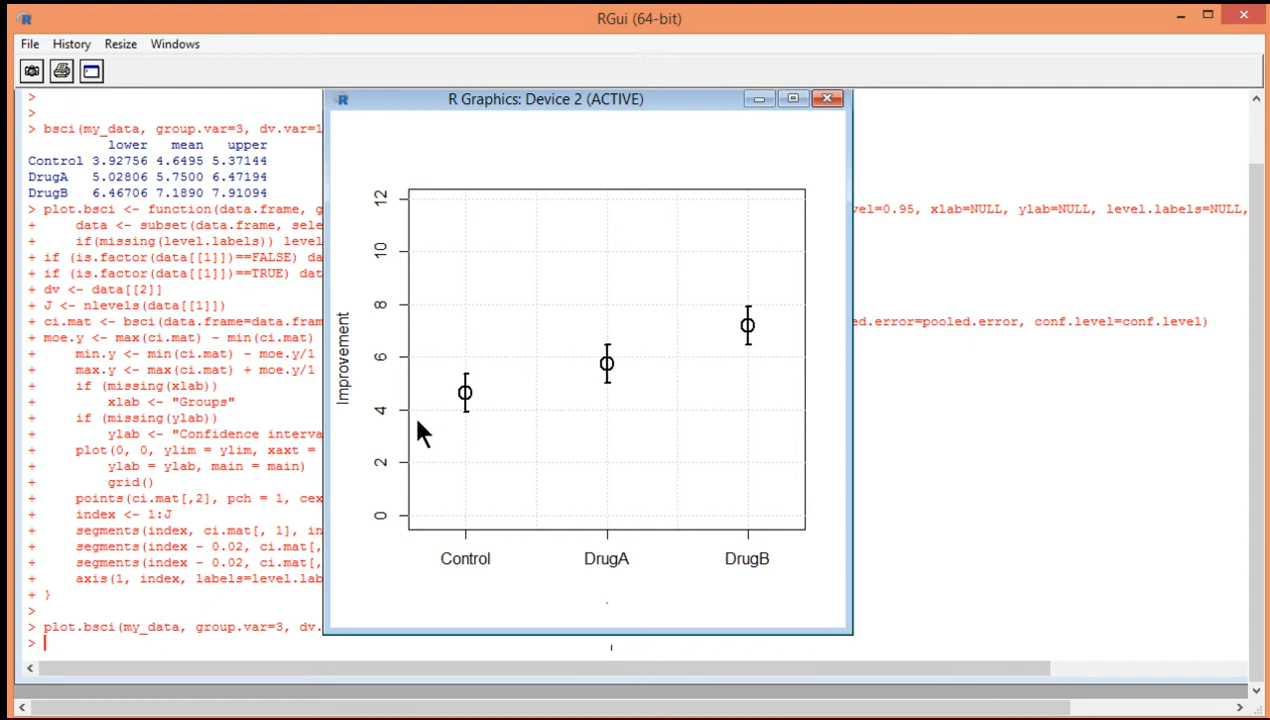 RGui (64-bit)
File History Resize Windows
R Graphics: Device 2 (ACTIVE)
>
>
> bsci(my_data, group.var=3, dv.var=1
lower mean upper
Control 3.92756 4.6495 5.37144
DrugA 5.02806 5.7500 6.47194
DrugB 6.46706 7.1890 7.91094
> plot.bsci <- function(data.frame, g vel=0.95, xlab=NULL, ylab=NULL, level.labels=NULL,
+ data <- subset(data.frame, sele
+ if(missing(level.labels)) level
+ if (is.factor(data[[1]])==FALSE) dat
+ if (is.factor(data[[1]])==TRUE) dat
+ dv <- data[[2]]
+ J <- nlevels(data[[1]])
+ ci.mat <- bsci(data.frame=data.fram ed.error=pooled.error, conf.level=conf.level)
+ moe.y <- max(ci.mat) - min(ci.mat)
+ min.y <- min(ci.mat) - moe.y/1
+ max.y <- max(ci.mat) + moe.y/1
+ if (missing(xlab))
+ xlab <- "Groups"
+ if (missing(ylab))
+ ylab <- "Confidence interva
+ plot(0, 0, ylim = ylim, xaxt =
+ ylab = ylab, main = main)
+ grid()
+ points(ci.mat[,2], pch = 1, cex
+ index <- 1:J
+ segments(index, ci.mat[, 1], in
+ segments(index - 0.02, ci.mat[,
+ segments(index - 0.02, ci.mat[,
+ axis(1, index, labels=level.lab
+ }
>
> plot.bsci(my_data, group.var=3, dv.
>
12
10
8
6
4
2
0
Improvement
Control DrugA DrugB